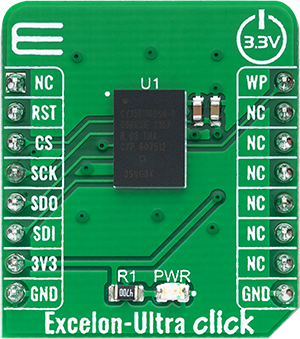 3.3V
U1
NC
RST
CS
SCK
SDO
SDI
3V3
GND
WP
NC
NC
NC
NC
NC
NC
GND
R1 PWR
Excelon-Ultra click